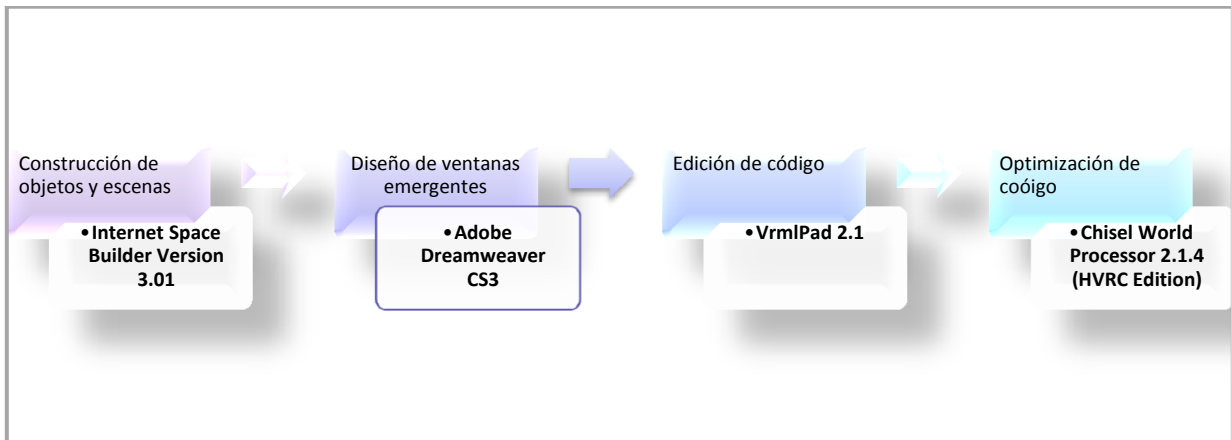 Construcción de
objetos y escenas
•Internet Space
Builder Version
3.01
Diseño de ventanas
emergentes
•Adobe
Dreamweaver
CS3
Edición de código
•VrmlPad 2.1
Optimización de
coóigo
•Chisel World
Processor 2.1.4
(HVRC Edition)